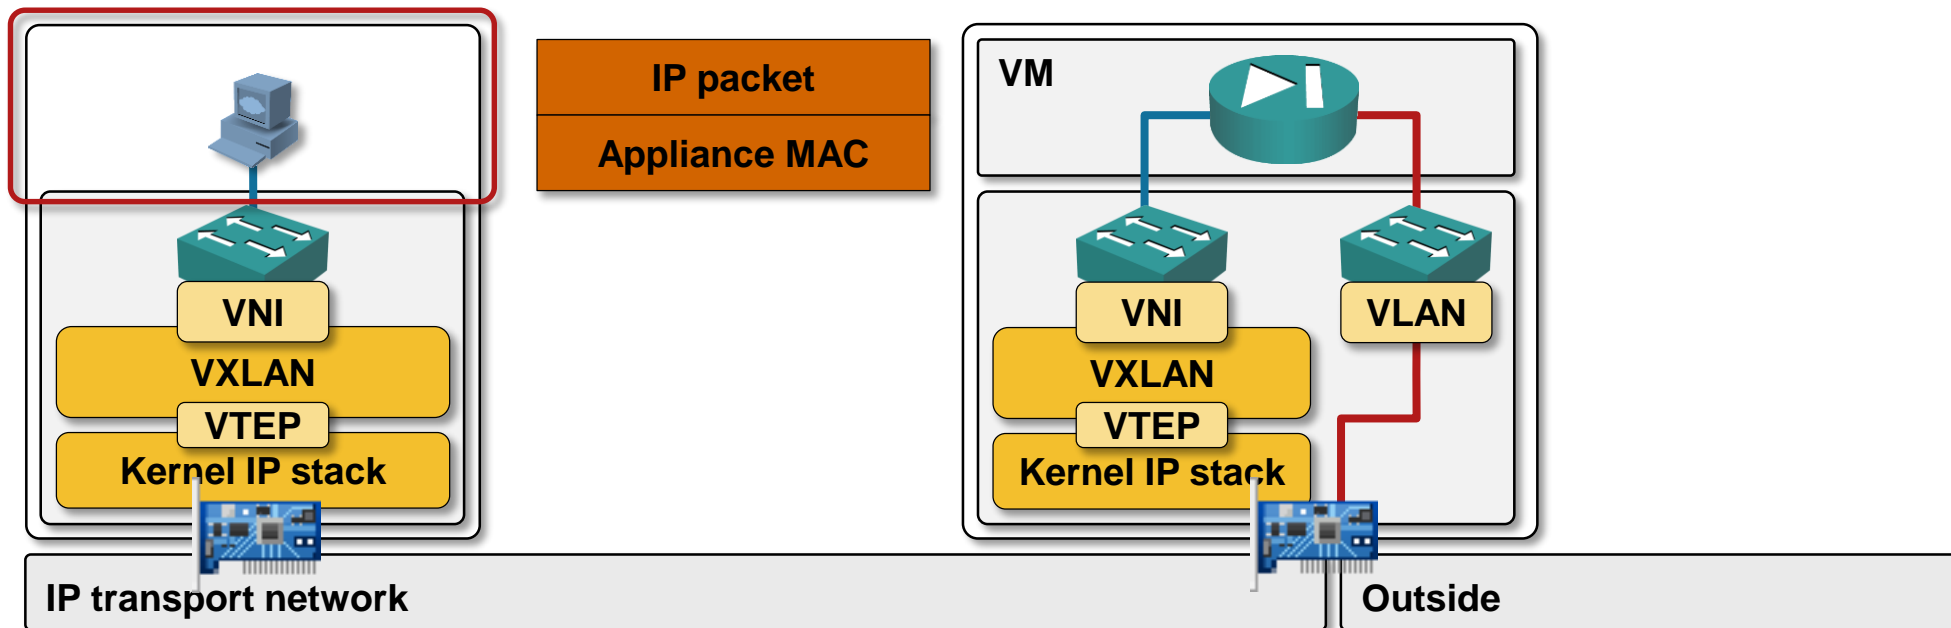 IP packet
Appliance MAC
VM
VNI
VXLAN
VTEP
Kernel IP stack
VNI
VLAN
VXLAN
VTEP
Kernel IP stack
IP transport network
Outside